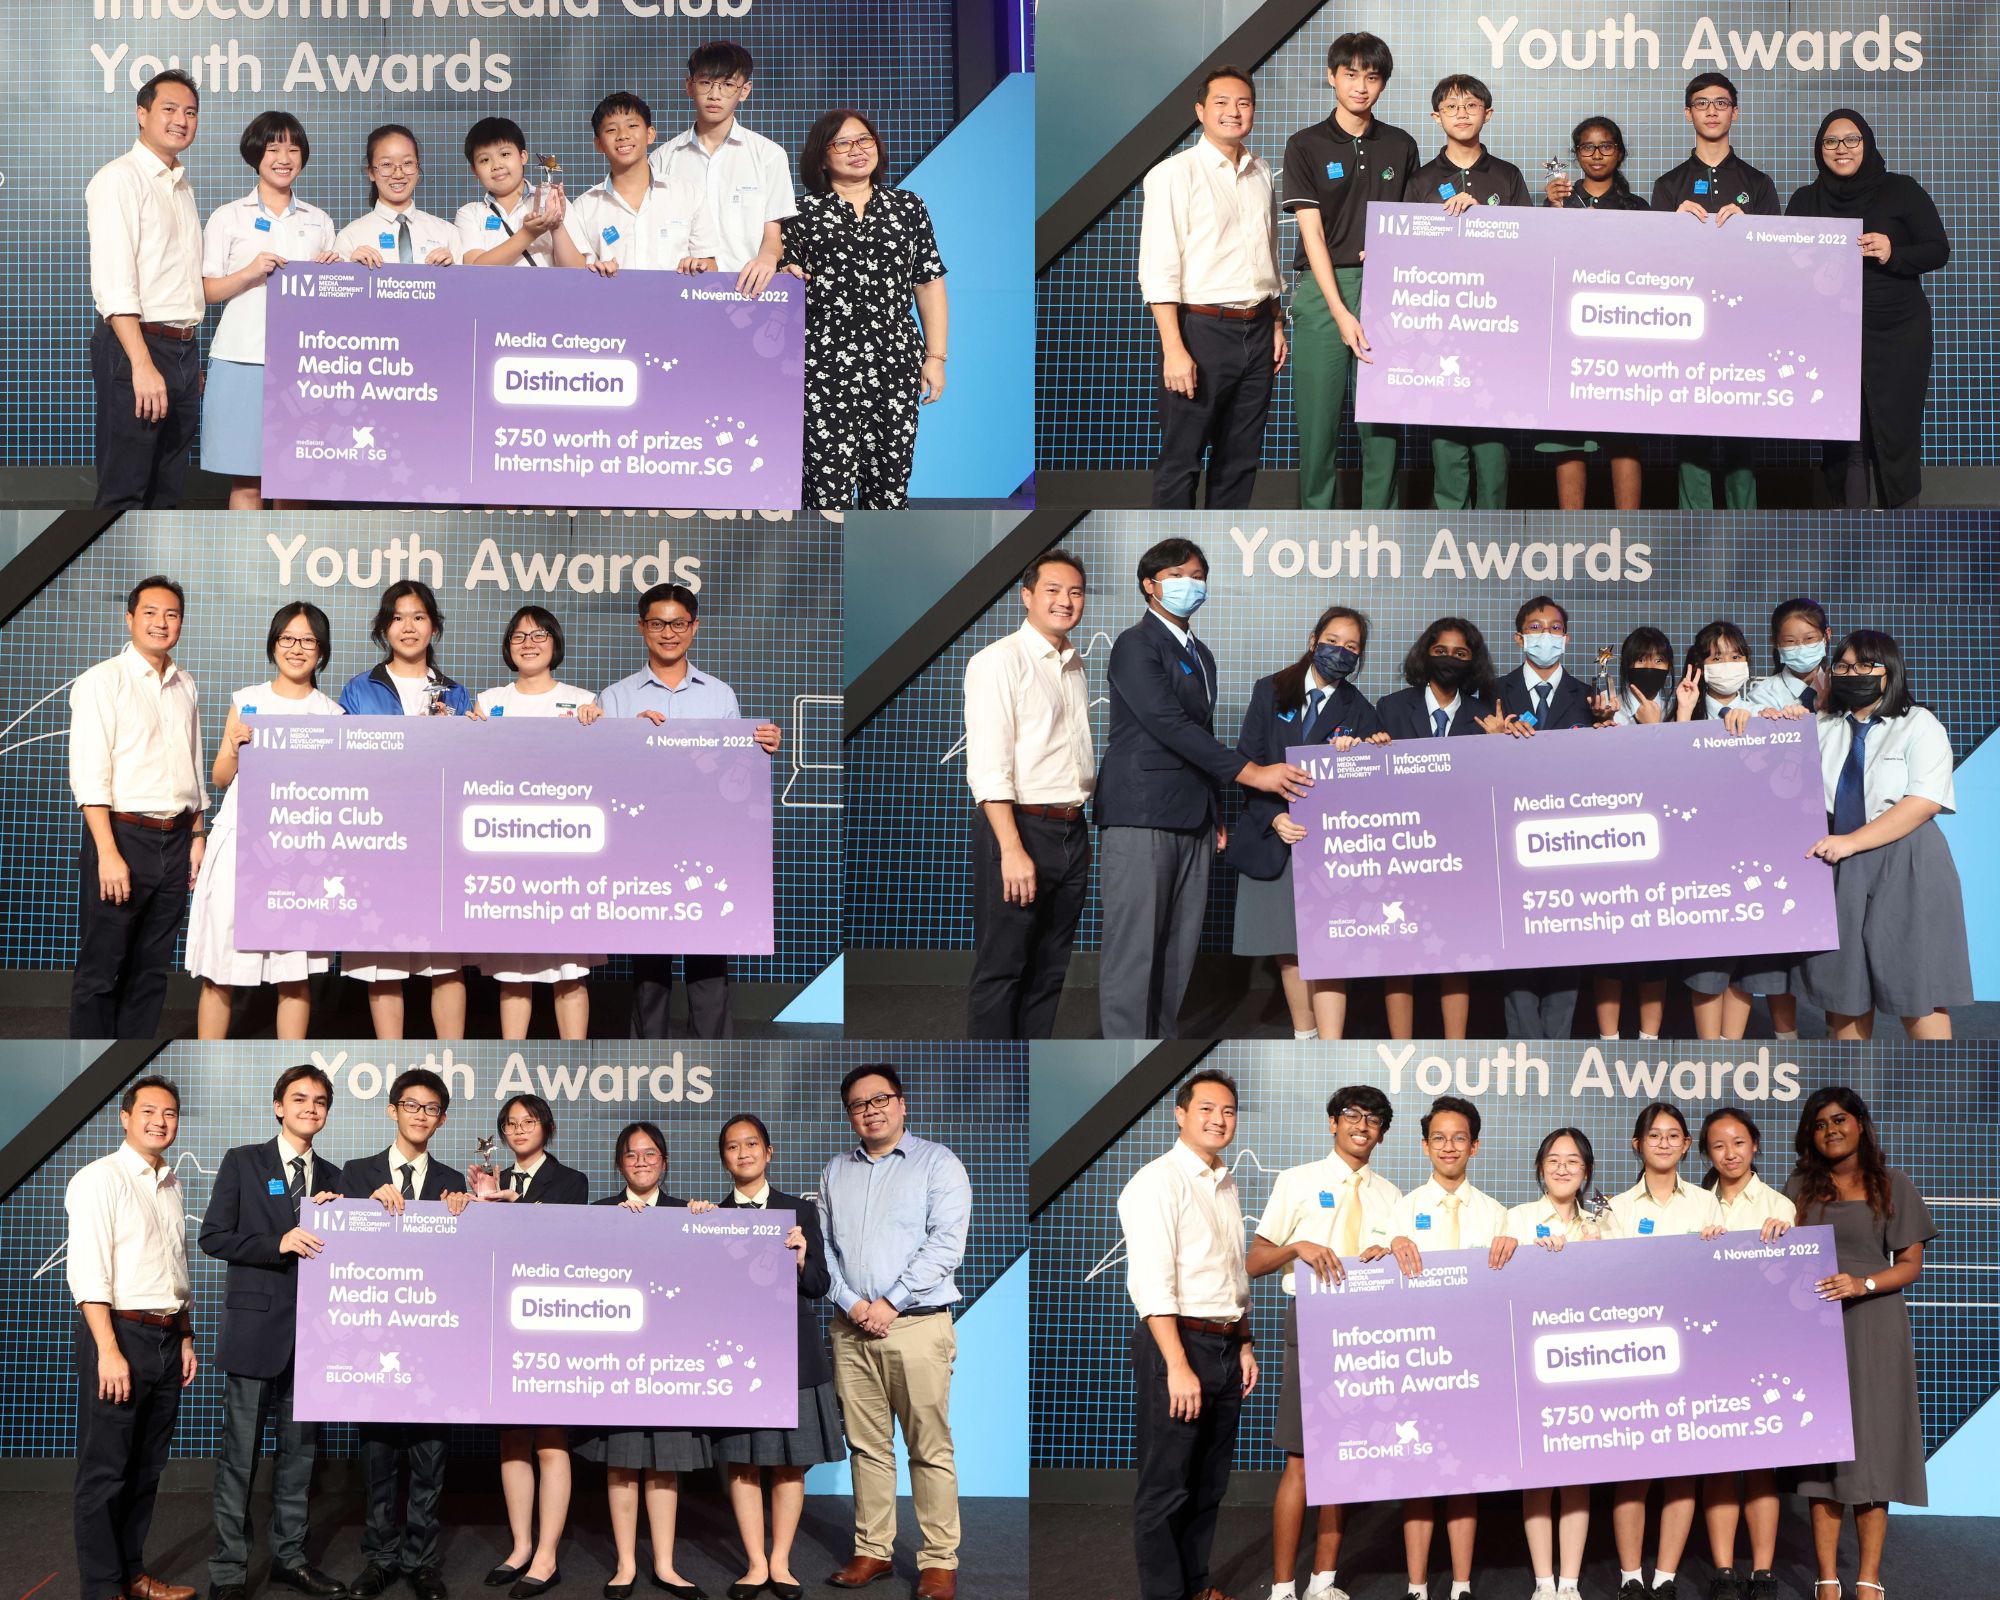 Infocomm Media Club
Youth Awards
INFOCOMM
MEDIA
DEVELOPMENT
AUTHORITY
Infocomm
Media Club
4 November 2022
Infocomm
Media Club
Youth Awards
mediacorp
BLOOMR SG
Media Category
Distinction
$750 worth of prizes
Internship at Bloomr.SG
Youth Awards
INFOCOMM
MEDIA
DEVELOPMENT
AUTHORITY
Infocomm
Media Club
4 November 2022
Infocomm
Media Club
Youth Awards
mediacorp
BLOOMR SG
Media Category
Distinction
$750 worth of prizes
Internship at Bloomr.SG
Youth Awards
INFOCOMM
MEDIA
DEVELOPMENT
AUTHORITY
Infocomm
Media Club
4 November 2022
Infocomm
Media Club
Youth Awards
mediacorp
BLOOMR SG
Media Category
Distinction
$750 worth of prizes
Internship at Bloomr.SG
Youth Awards
INFOCOMM
MEDIA
DEVELOPMENT
AUTHORITY
Infocomm
Media Club
4 November 2022
Infocomm
Media Club
Youth Awards
mediacorp
BLOOMR SG
Media Category
Distinction
$750 worth of prizes
Internship at Bloomr.SG
Youth Awards
INFOCOMM
MEDIA
DEVELOPMENT
AUTHORITY
Infocomm
Media Club
4 November 2022
Infocomm
Media Club
Youth Awards
mediacorp
BLOOMR SG
Media Category
Distinction
$750 worth of prizes
Internship at Bloomr.SG
Youth Awards
INFOCOMM
MEDIA
DEVELOPMENT
AUTHORITY
Infocomm
Media Club
4 November 2022
Infocomm
Media Club
Youth Awards
mediacorp
BLOOMR SG
Media Category
Distinction
$750 worth of prizes
Internship at Bloomr.SG